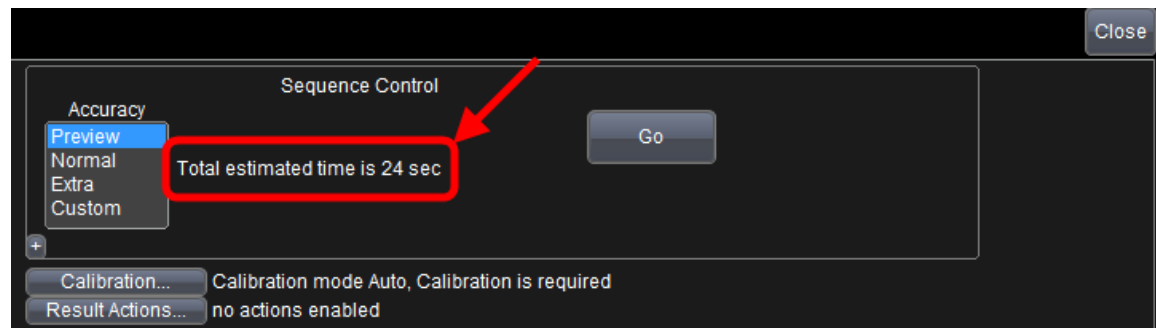 Close
Sequence Control
Accuracy
Preview
Normal
Extra
Custom
Total estimated time is 24 sec
Go
+
Calibration... Calibration mode Auto, Calibration is required
Result Actions... no actions enabled